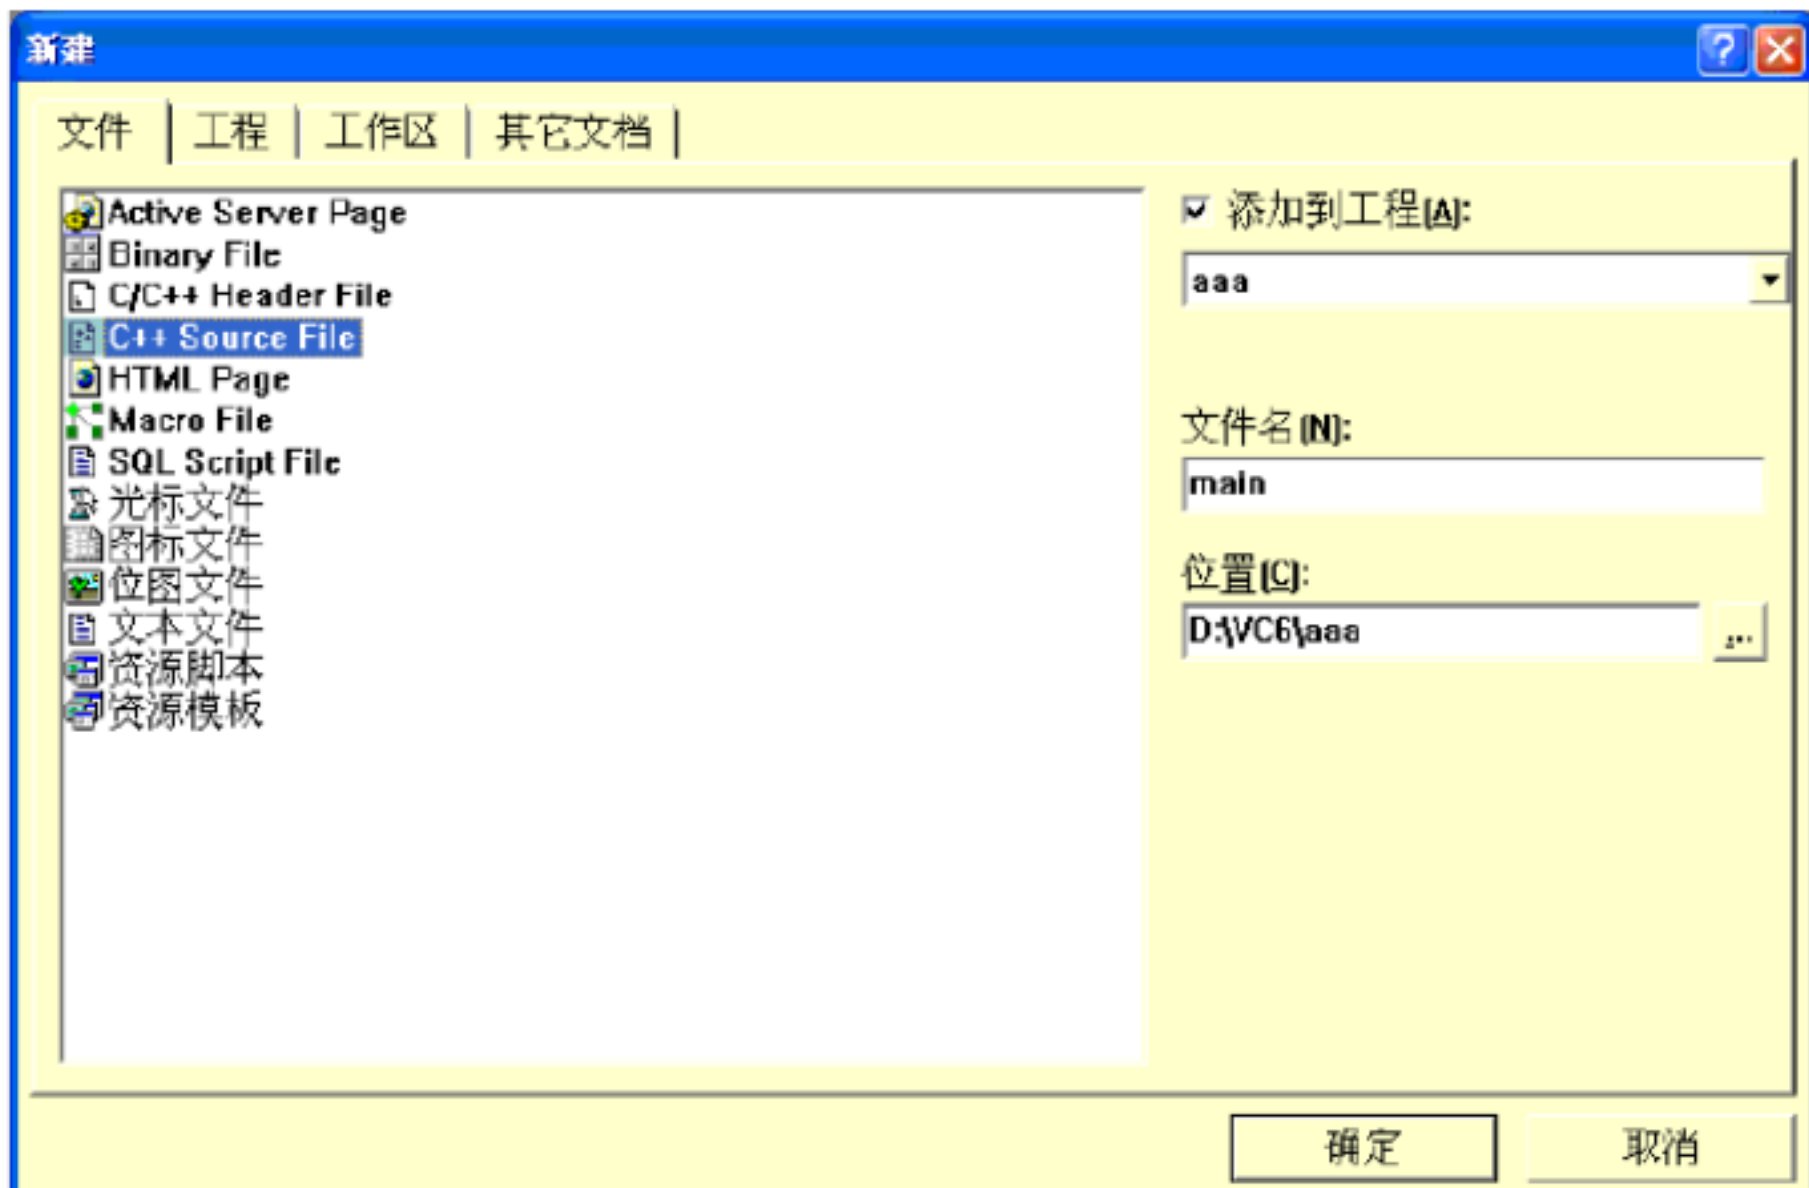 新建
文件 工程 工作区 其它文档
Active Server Page
Binary File
C/C++ Header File
C++ Source File
HTML Page
Macro File
SQL Script File
光标文件
图标文件
位图文件
文本文件
资源脚本
资源模板
添加到工程(A):
aaa
文件名(N):
main
位置(C):
D:\VC6\aaa
...
确定 取消